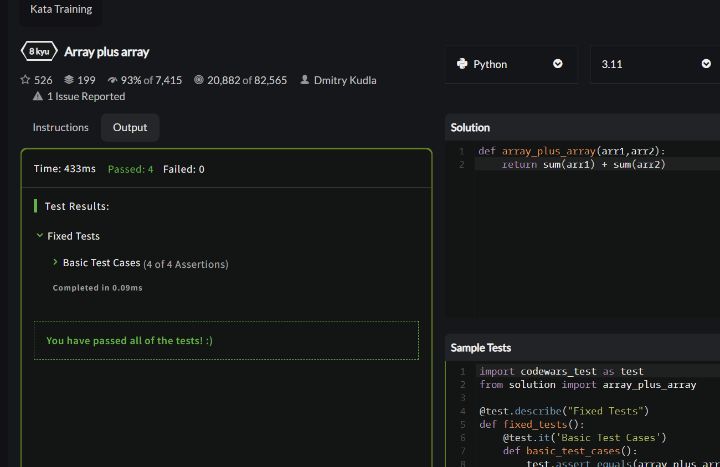 Kata Training
8 kyu Array plus array
526 199 93% of 7,415 20,882 of 82,565 Dmitry Kudla
1 Issue Reported
Python
3.11
Instructions Output
Time: 433ms Passed: 4 Failed: 0
Test Results:
Fixed Tests
Basic Test Cases (4 of 4 Assertions)
Completed in 0.09ms
You have passed all of the tests! :)
Solution
1 def array_plus_array(arr1,arr2):
2 return sum(arr1) + sum(arr2)
Sample Tests
1 import codewars_test as test
2 from solution import array_plus_array
3
4 @test.describe("Fixed Tests")
5 def fixed_tests():
6 @test.it('Basic Test Cases')
7 def basic_test_cases():
8 test.assert_equals(array_plus_arr